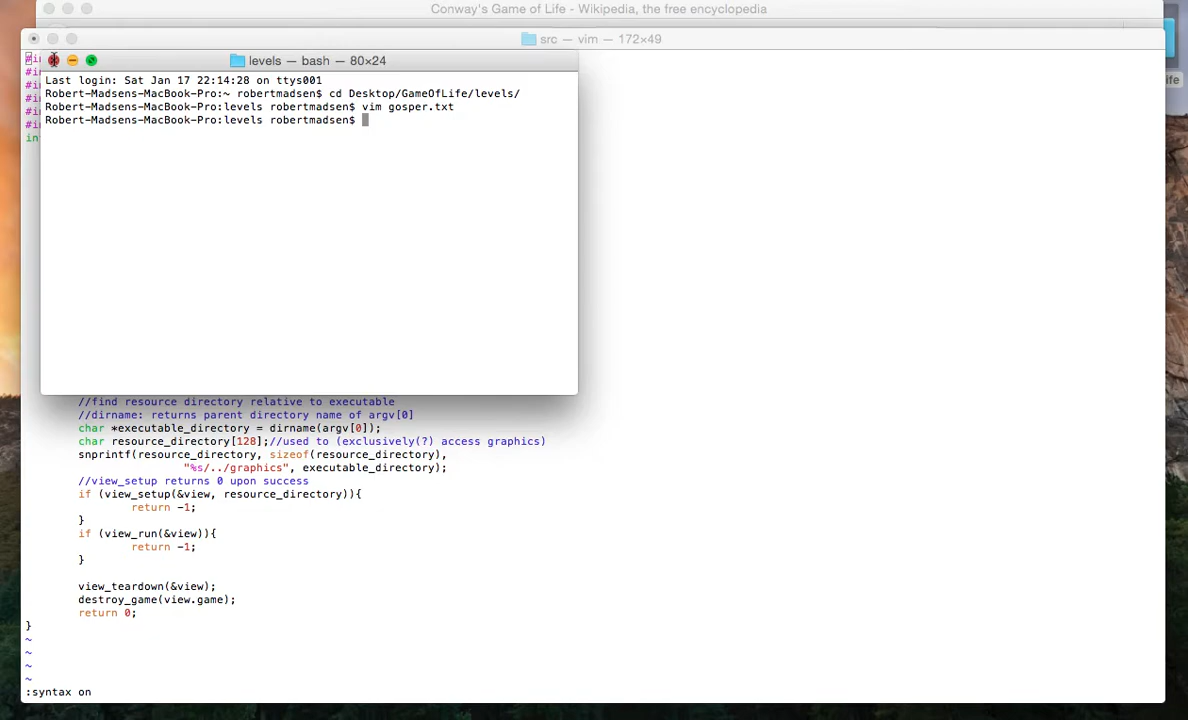 Conway's Game of Life - Wikipedia, the free encyclopedia
src — vim — 172×49
levels — bash — 80×24
Last login: Sat Jan 17 22:14:28 on ttys001
Robert-Madsens-MacBook-Pro:~ robertmadsen$ cd Desktop/GameOfLife/levels/
Robert-Madsens-MacBook-Pro:levels robertmadsen$ vim gosper.txt
Robert-Madsens-MacBook-Pro:levels robertmadsen$
#i
#i
#i
#i
#i
#i
in
ife
//find resource directory relative to executable
//dirname: returns parent directory name of argv[0]
char *executable_directory = dirname(argv[0]);
char resource_directory[128];//used to (exclusively(?) access graphics)
snprintf(resource_directory, sizeof(resource_directory),
"%s/../graphics", executable_directory);
//view_setup returns 0 upon success
if (view_setup(&view, resource_directory)){
return -1;
}
if (view_run(&view)){
return -1;
}
view_teardown(&view);
destroy_game(view.game);
return 0;
}
~
~
~
~
:syntax on